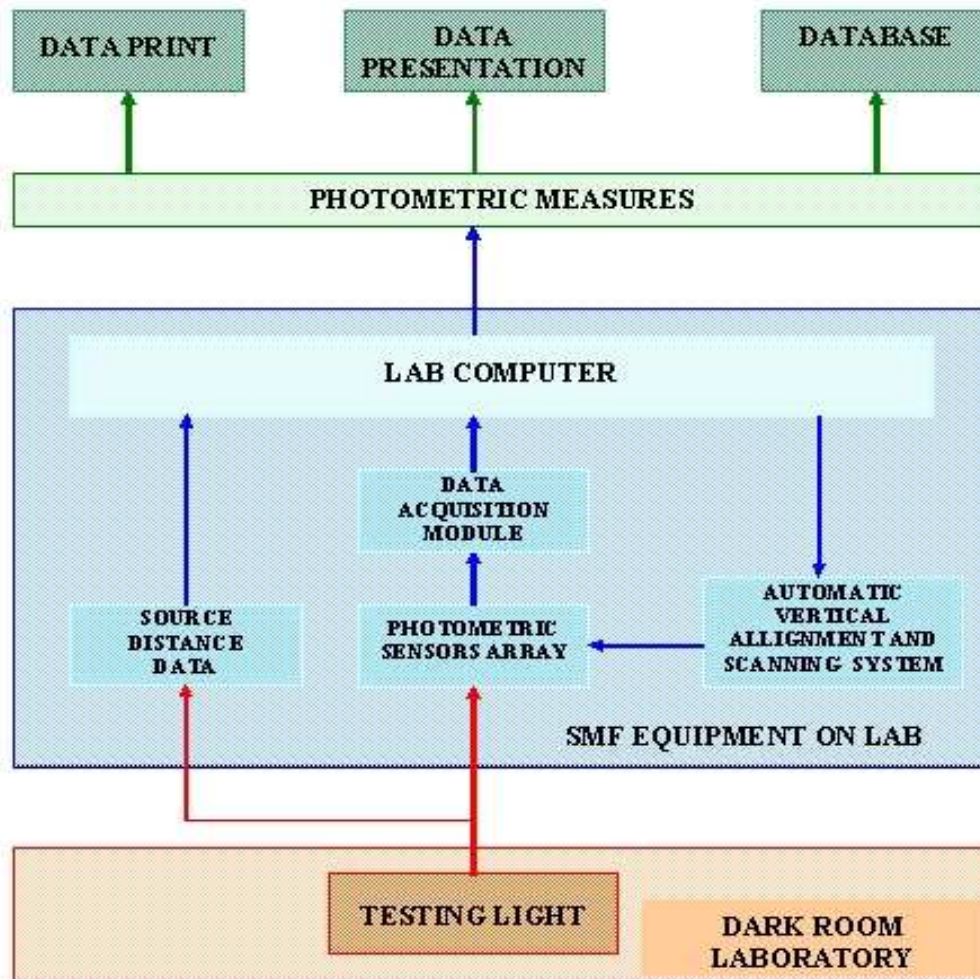 DATA PRINT
DATA
PRESENTATION
DATABASE
PHOTOMETRIC MEASURES
LAB COMPUTER
DATA
ACQUISITION
MODULE
SOURCE
DISTANCE
DATA
PHOTOMETRIC
SENSORS ARRAY
AUTOMATIC
VERTICAL
ALLIGNMENT AND
SCANNING SYSTEM
SMF EQUIPMENT ON LAB
TESTING LIGHT
DARK ROOM
LABORATORY